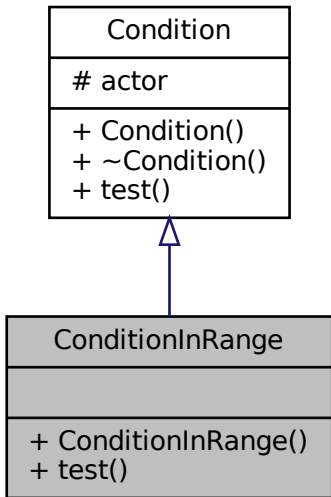 Condition
# actor
+ Condition()
+ ~Condition()
+ test()
ConditionInRange
+ ConditionInRange()
+ test()